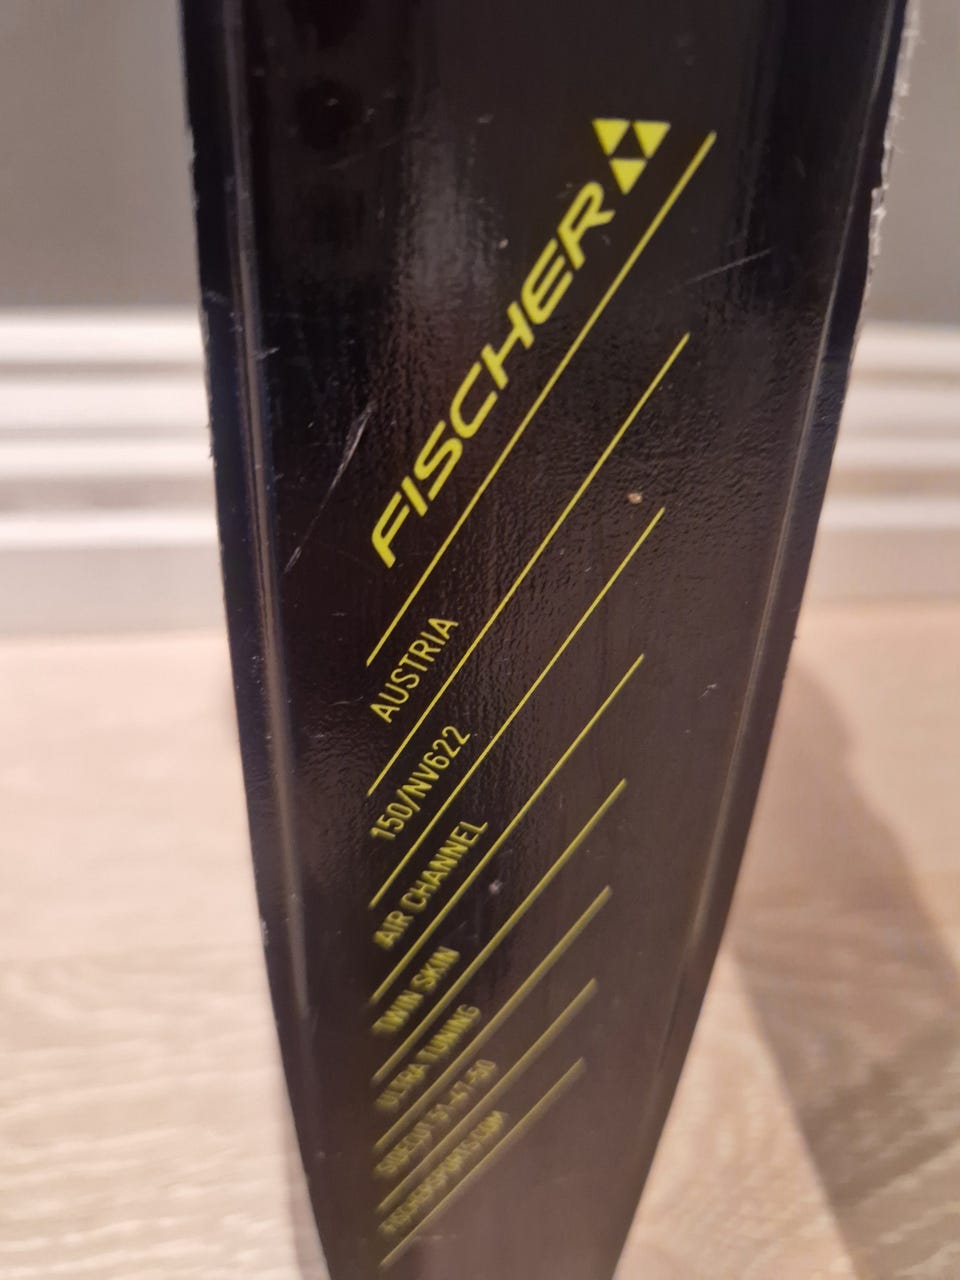 FISCHER
AUSTRIA
150/NV622
AIR CHANNEL
TWIN SKIN
ULTRA TUNING
SIDECUT 51-47-50
FISCHERSPORTS.COM